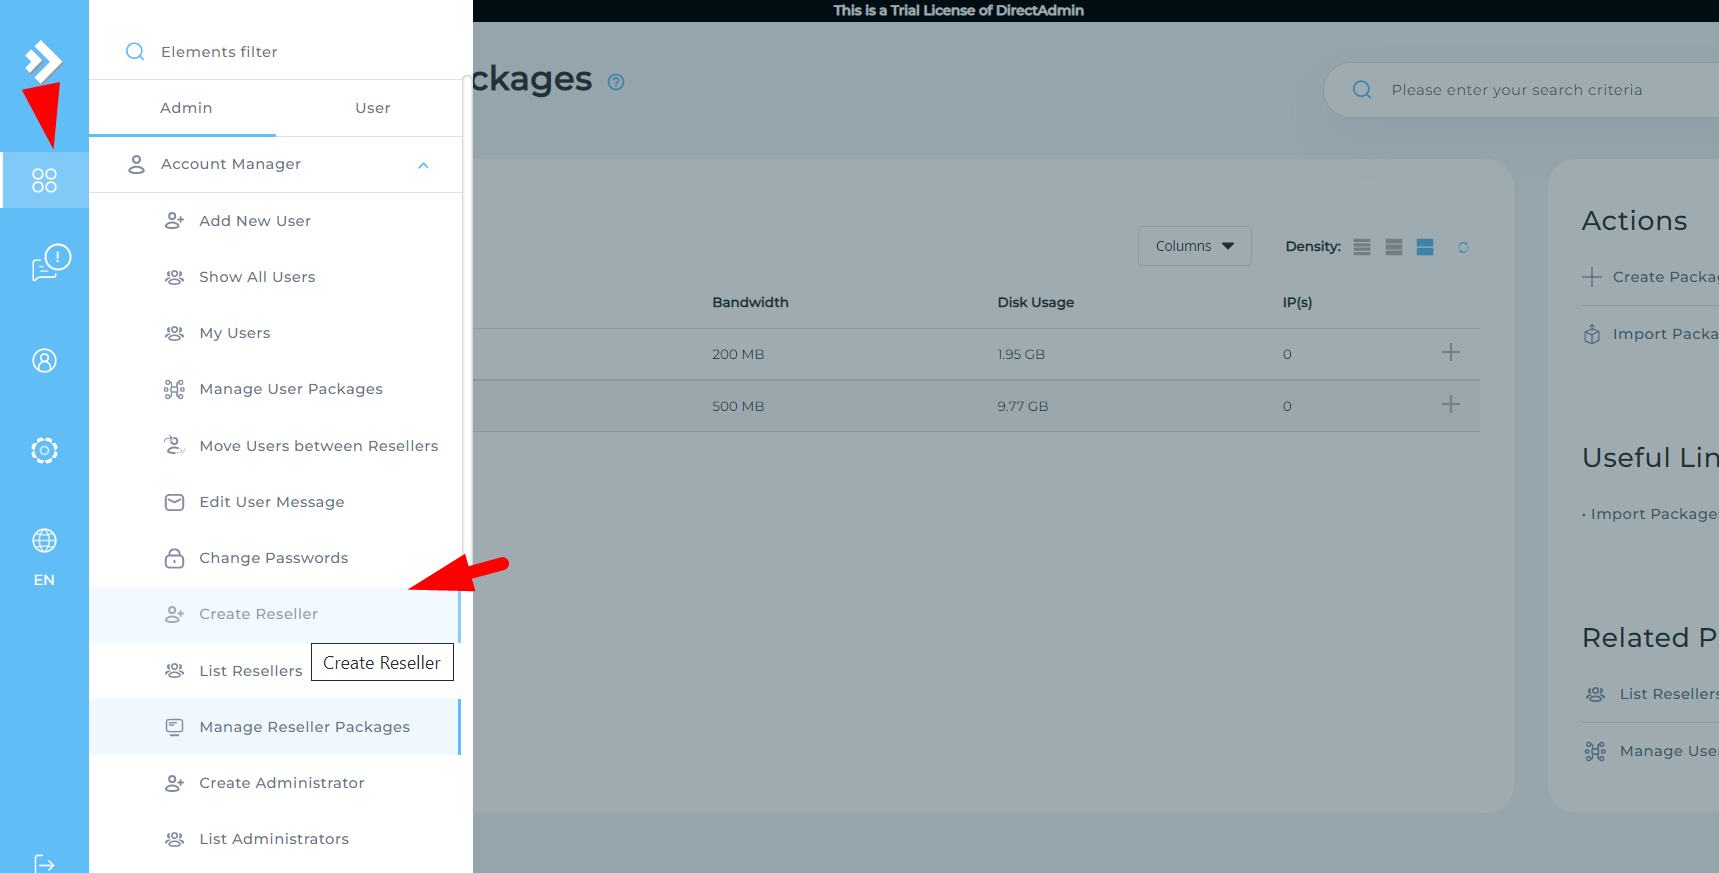 This is a Trial License of DirectAdmin
Elements filter
ckages
Please enter your search criteria
Admin User
Account Manager
Add New User
Show All Users
My Users
Manage User Packages
Move Users between Resellers
Edit User Message
Change Passwords
Create Reseller
List Resellers
Create Reseller
Manage Reseller Packages
Create Administrator
List Administrators
EN
Columns
Density:
Bandwidth Disk Usage IP(s)
200 MB 1.95 GB 0
500 MB 9.77 GB 0
Actions
Create Packa
Import Packa
Useful Lin
• Import Packages
Related P
List Resellers
Manage User